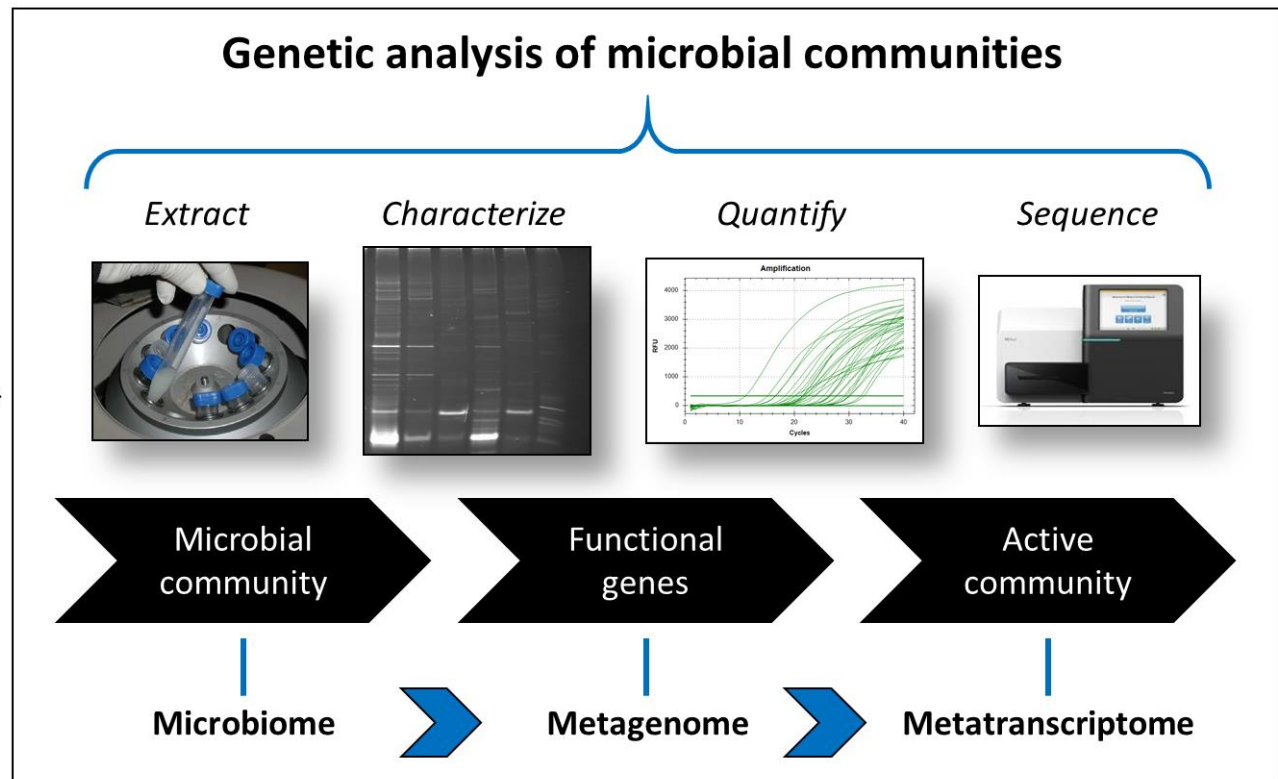 Genetic analysis of microbial communities
Extract
Characterize
Quantify
Sequence
Amplification
4000
3000
2000
1000
0
RFU
0
10
20
30
40
Cycles
Microbial
community
Functional
genes
Active
community
Microbiome
Metagenome
Metatranscriptome